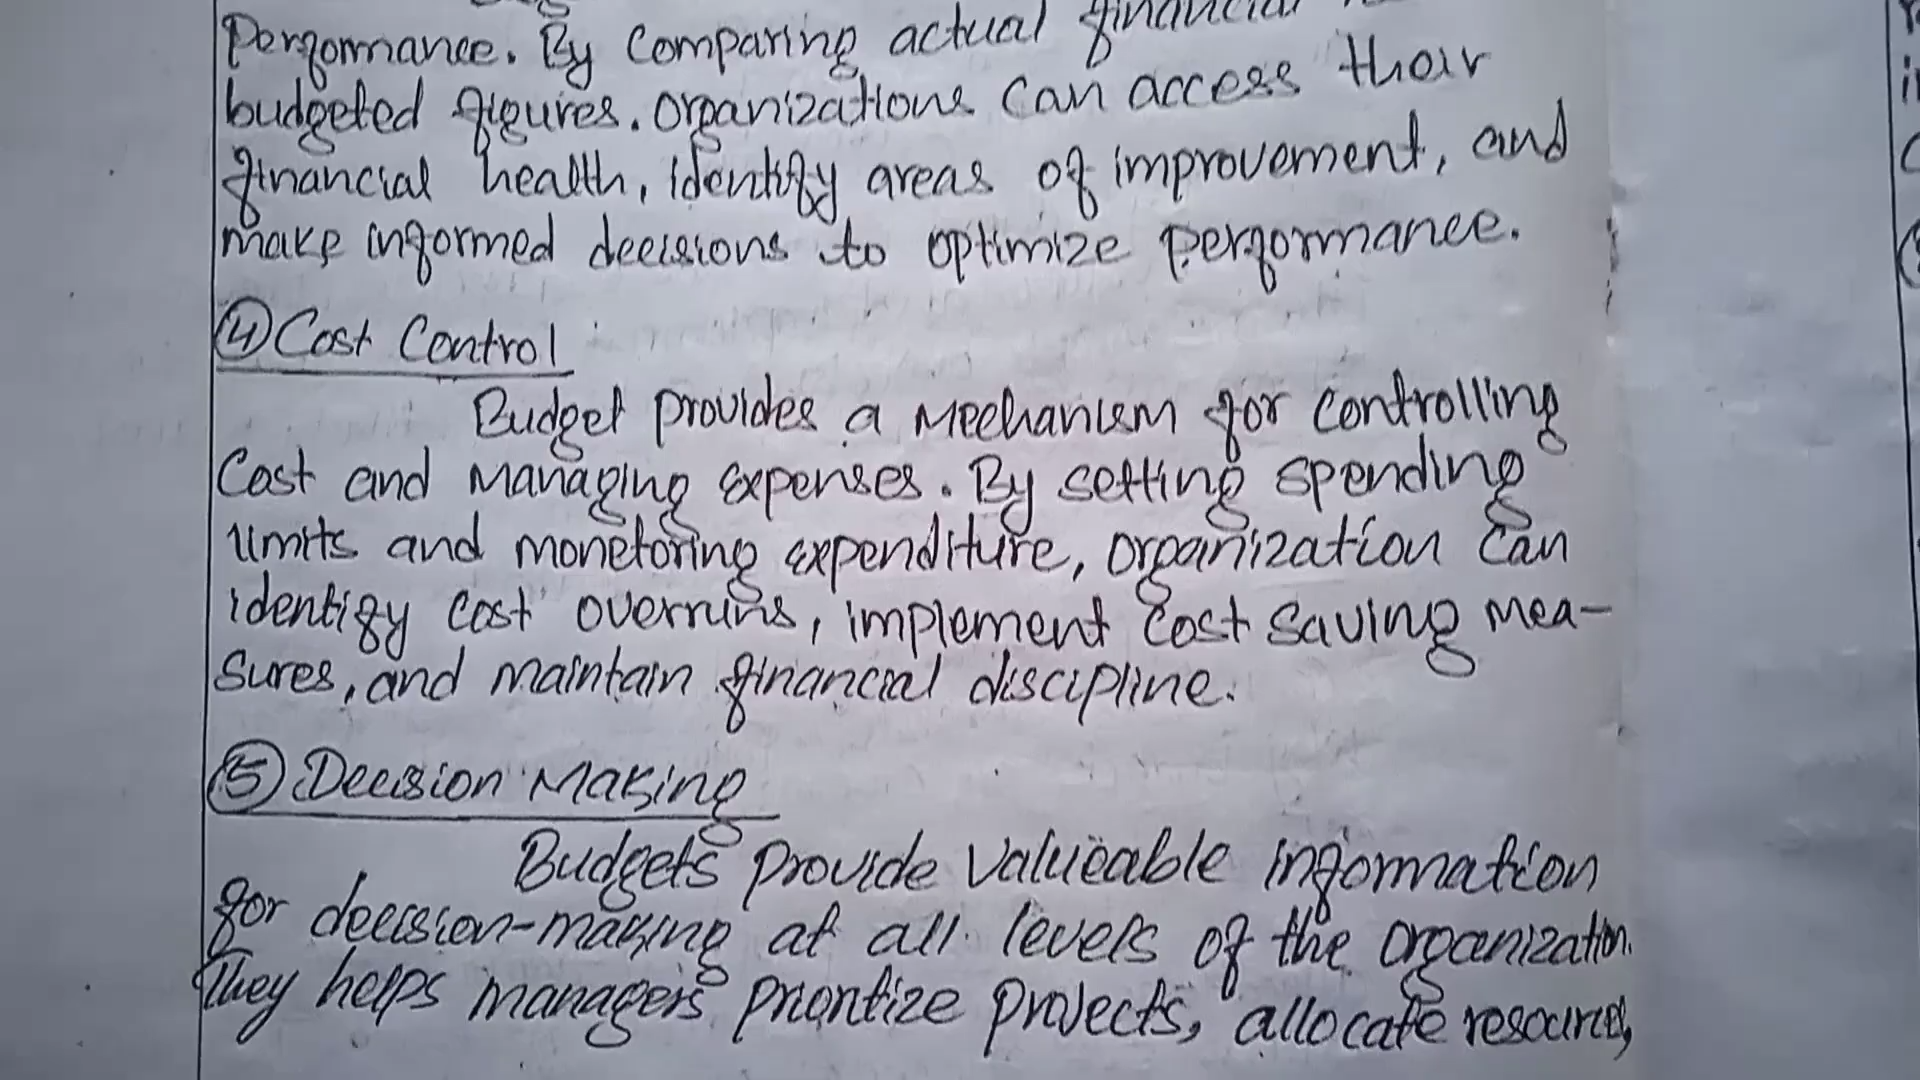 Performance. By comparing actual financial
budgeted figures. Organizations can access their
financial health, identify areas of improvement, and
make informed decisions to optimize performance.
④ Cost Control
Budget provides a mechanism for controlling
Cost and managing expenses. By setting spending
limits and monetoring expenditure, organization can
identify cost overruns, implement cost saving mea-
sures, and maintain financial discipline.
⑤ Decision Making
Budgets provide valueable information
for decision-making at all levels of the organization.
They helps managers prioritize projects, allocate resources,